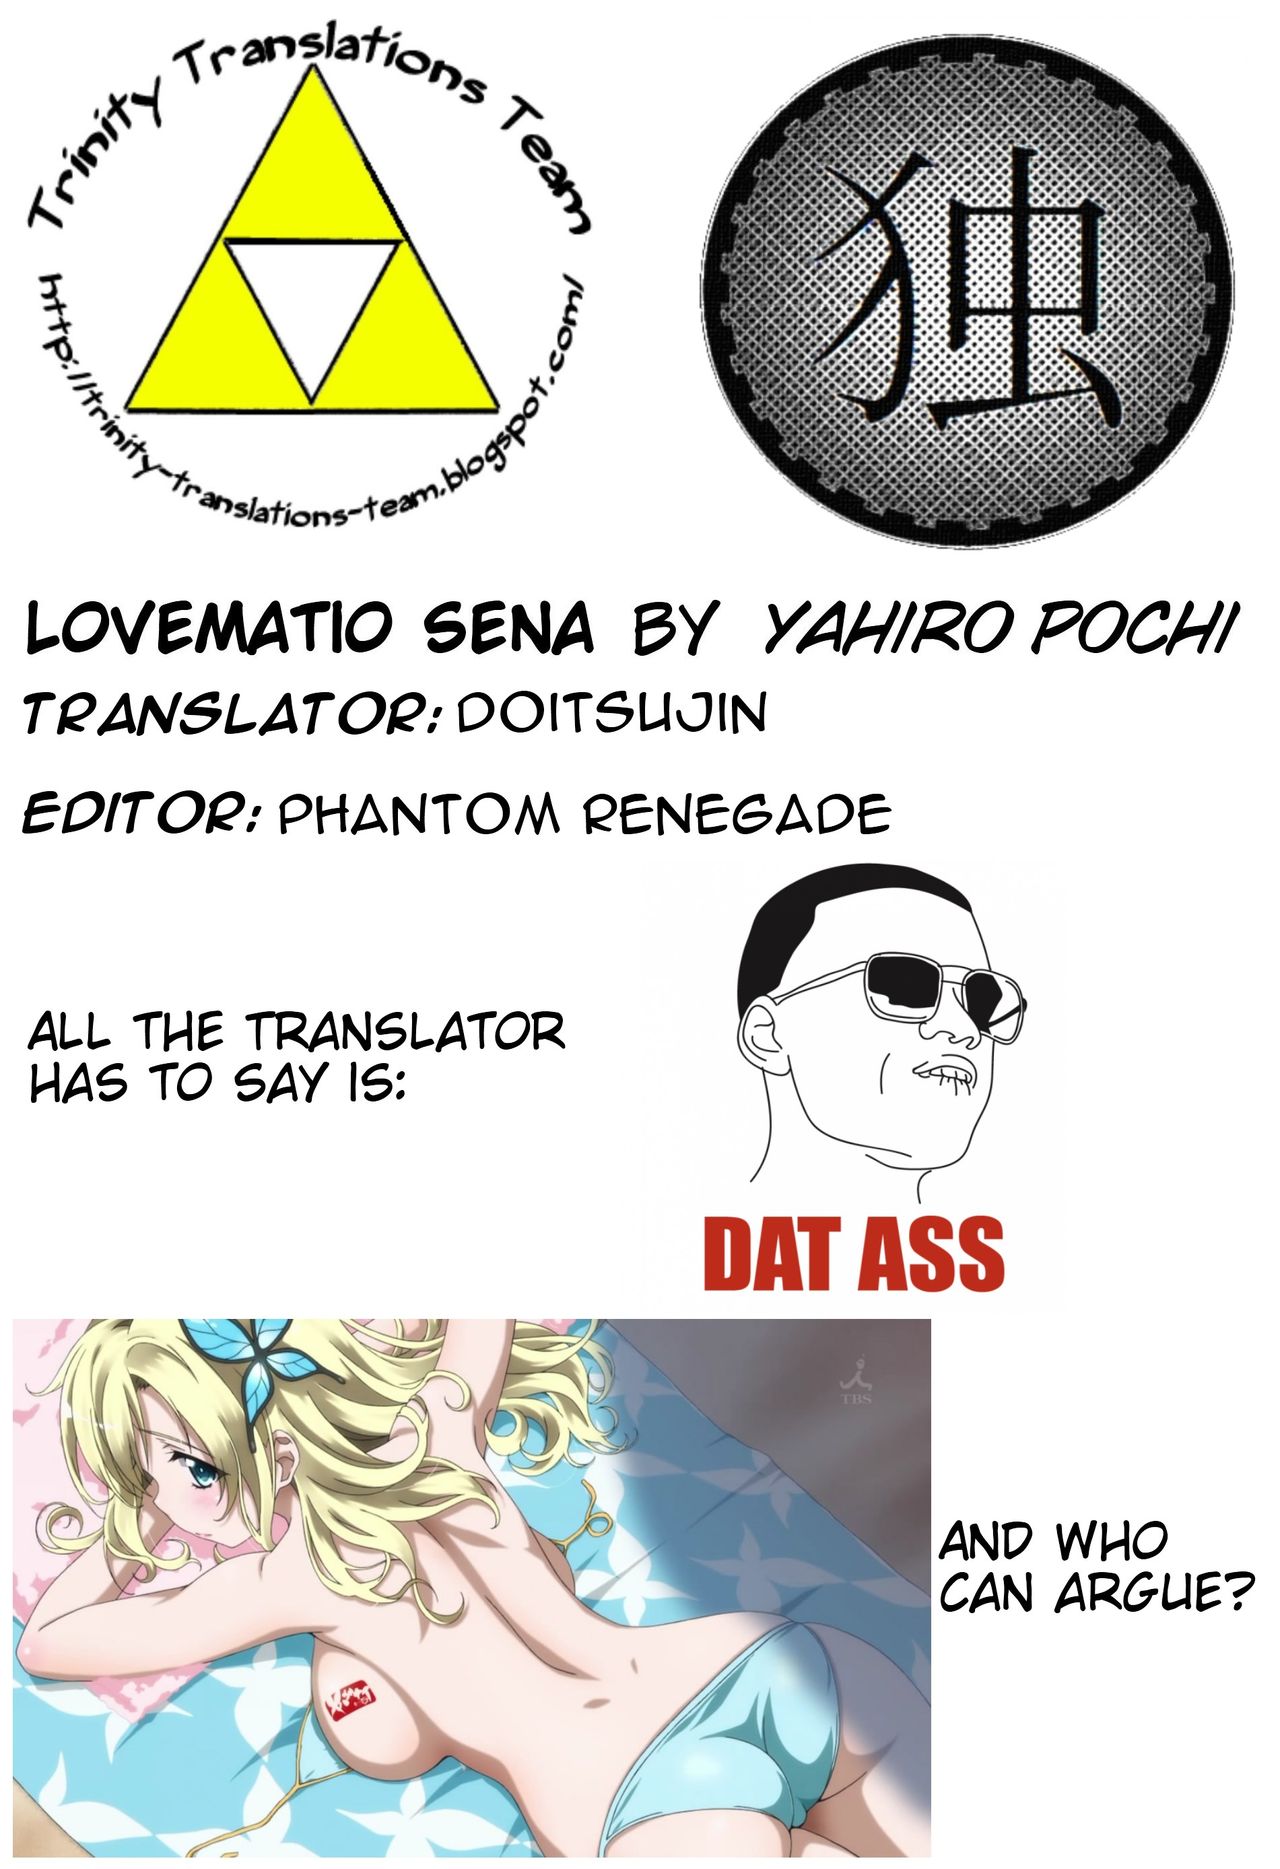 Trinity Translations Team
http://trinity-translations-team.blogspot.com/
独
LOVEMATIO SENA BY YAHIRO POCHI
TRANSLATOR: DOITSUJIN
EDITOR: PHANTOM RENEGADE
ALL THE TRANSLATOR
HAS TO SAY IS:
DAT ASS
TBS
AND WHO
CAN ARGUE?